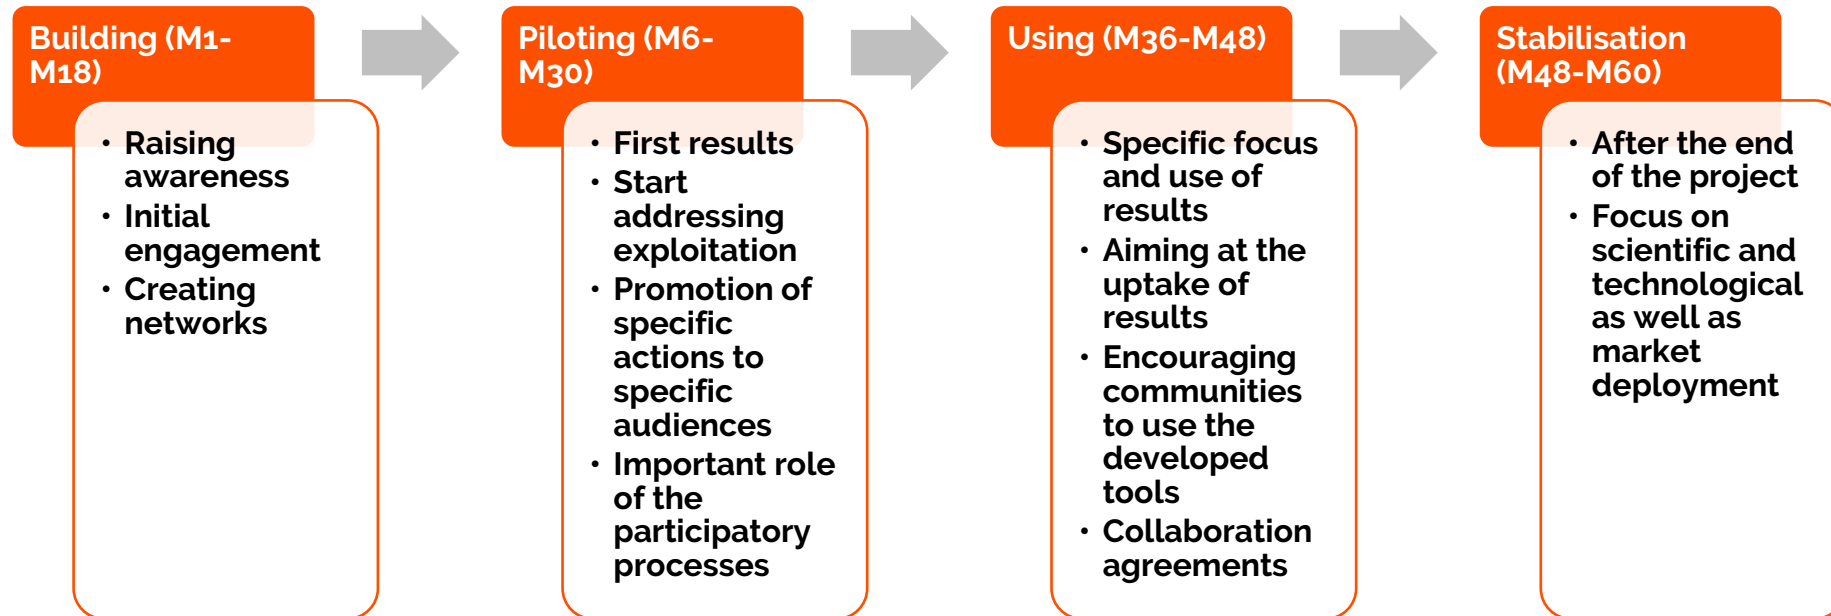 Building (M1-
M18)
• Raising
awareness
• Initial
engagement
• Creating
networks
Piloting (M6-
M30)
• First results
• Start
addressing
exploitation
• Promotion of
specific
actions to
specific
audiences
• Important role
of the
participatory
processes
Using (M36-M48)
• Specific focus
and use of
results
• Aiming at the
uptake of
results
• Encouraging
communities
to use the
developed
tools
• Collaboration
agreements
Stabilisation
(M48-M60)
• After the end
of the project
• Focus on
scientific and
technological
as well as
market
deployment